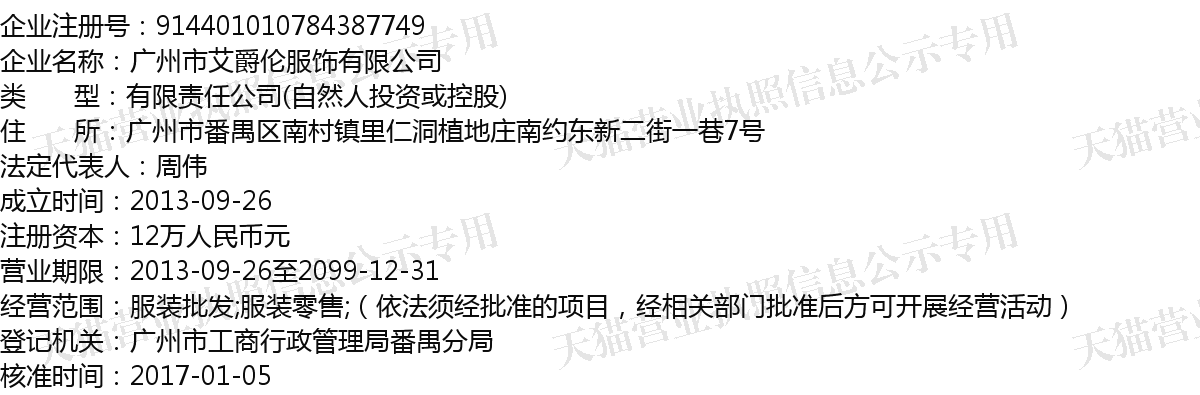 企业注册号：914401010784387749
企业名称：广州市艾爵伦服饰有限公司
类　　型：有限责任公司(自然人投资或控股)
住　　所：广州市番禺区南村镇里仁洞植地庄南约东新二街一巷7号
法定代表人：周伟
成立时间：2013-09-26
注册资本：12万人民币元
营业期限：2013-09-26至2099-12-31
经营范围：服装批发;服装零售;（依法须经批准的项目，经相关部门批准后方可开展经营活动）
登记机关：广州市工商行政管理局番禺分局
核准时间：2017-01-05
天猫营业执照信息公示专用
天猫营业执照信息公示专用
天猫营业
天猫营业执照信息公示专用
天猫营业执照信息公示专用
天猫营业